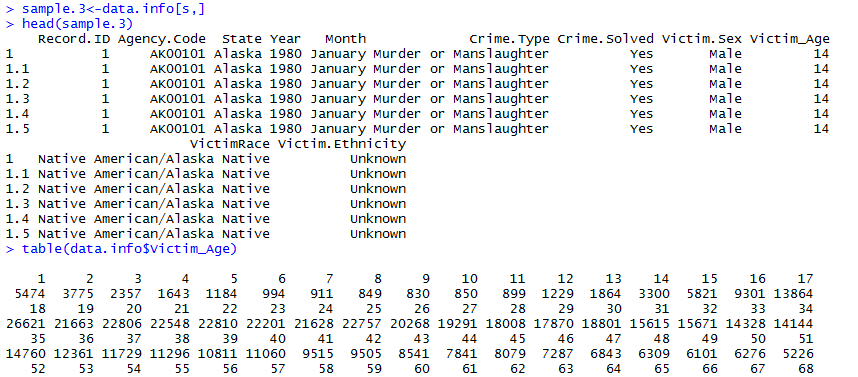 > sample.3<-data.info[s,]
> head(sample.3)
    Record.ID Agency.Code  State Year   Month             Crime.Type Crime.Solved Victim.Sex Victim_Age
1           1     AK00101 Alaska 1980 January Murder or Manslaughter          Yes       Male         14
1.1         1     AK00101 Alaska 1980 January Murder or Manslaughter          Yes       Male         14
1.2         1     AK00101 Alaska 1980 January Murder or Manslaughter          Yes       Male         14
1.3         1     AK00101 Alaska 1980 January Murder or Manslaughter          Yes       Male         14
1.4         1     AK00101 Alaska 1980 January Murder or Manslaughter          Yes       Male         14
1.5         1     AK00101 Alaska 1980 January Murder or Manslaughter          Yes       Male         14
                       VictimRace Victim.Ethnicity
1   Native American/Alaska Native          Unknown
1.1 Native American/Alaska Native          Unknown
1.2 Native American/Alaska Native          Unknown
1.3 Native American/Alaska Native          Unknown
1.4 Native American/Alaska Native          Unknown
1.5 Native American/Alaska Native          Unknown
> table(data.info$Victim_Age)
    1     2     3     4     5     6     7     8     9    10    11    12    13    14    15    16    17
 5474  3775  2357  1643  1184   994   911   849   830   850   899  1229  1864  3300  5821  9301 13864
   18    19    20    21    22    23    24    25    26    27    28    29    30    31    32    33    34
26621 21663 22806 22548 22810 22201 21628 22757 20268 19291 18008 17870 18801 15615 15671 14328 14144
   35    36    37    38    39    40    41    42    43    44    45    46    47    48    49    50    51
14760 12361 11729 11296 10811 11060  9515  9505  8541  7841  8079  7287  6843  6309  6101  6276  5226
   52    53    54    55    56    57    58    59    60    61    62    63    64    65    66    67    68